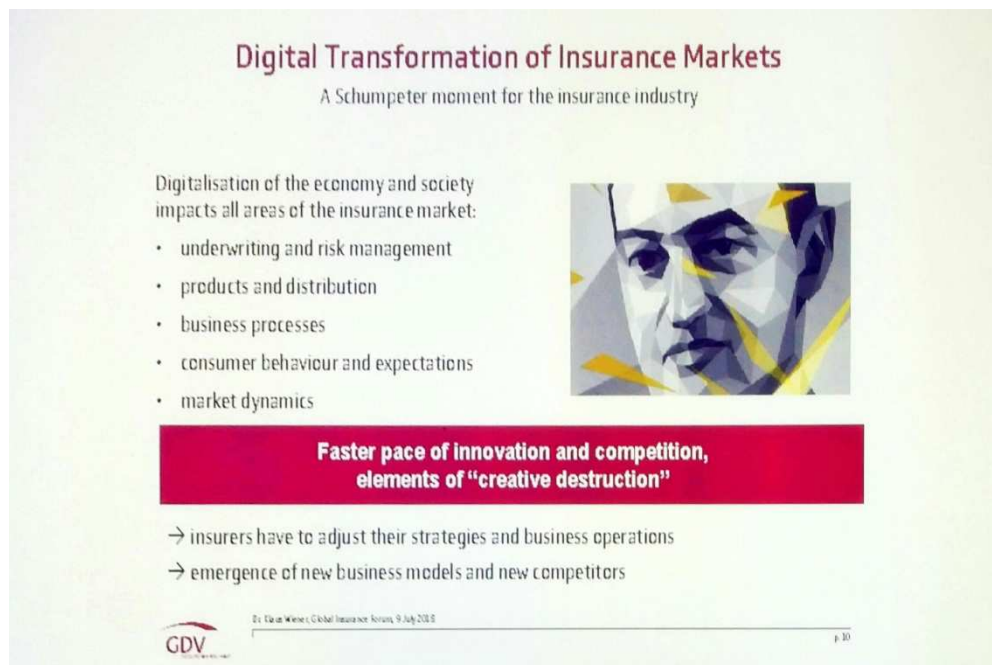 Digital Transformation of Insurance Markets
A Schumpeter moment for the insurance industry
Digitalisation of the economy and society
impacts all areas of the insurance market:
• underwriting and risk management
• products and distribution
• business processes
• consumer behaviour and expectations
• market dynamics
Faster pace of innovation and competition,
elements of “creative destruction”
→ insurers have to adjust their strategies and business operations
→ emergence of new business models and new competitors
Global Insurance Forum, 9 July
p. 10
GDV